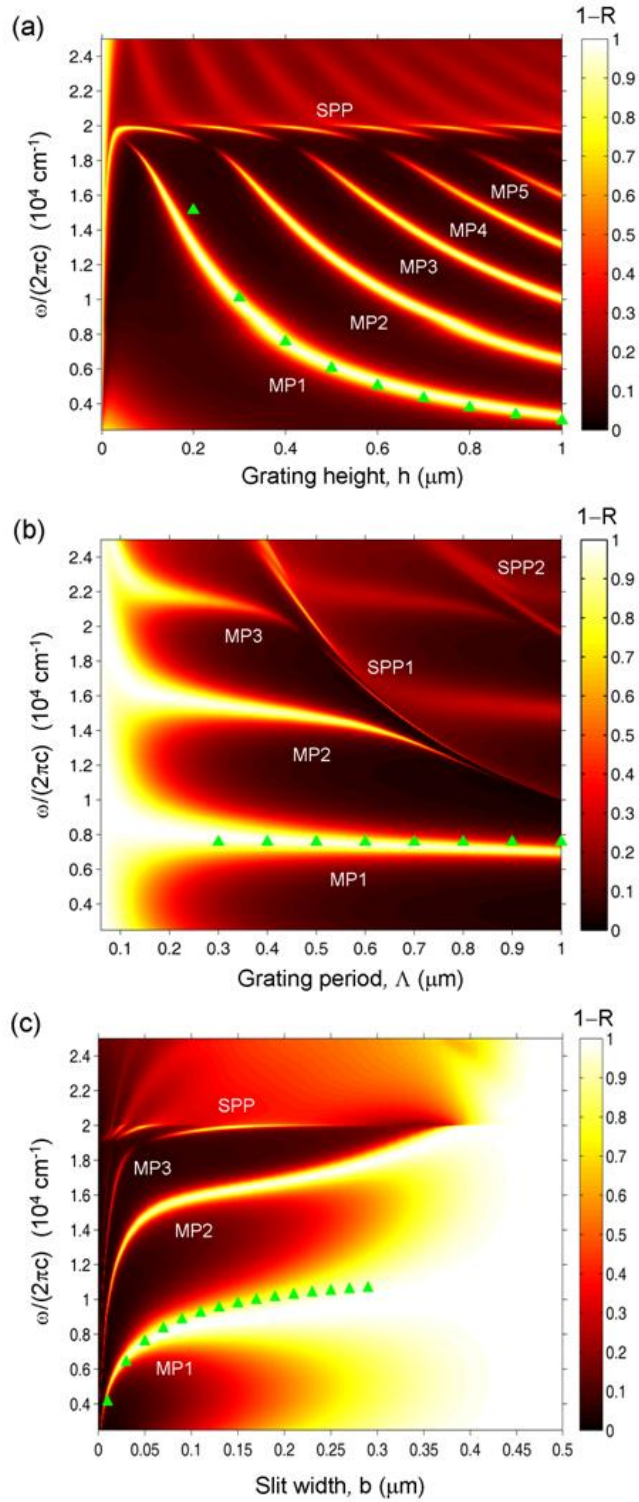 (a)
1−R
2.4
2.2
2
1.8
1.6
1.4
1.2
1
0.8
0.6
0.4
ω/(2πc) (10⁴ cm⁻¹)
SPP
MP5
MP4
MP3
MP2
MP1
0 0.2 0.4 0.6 0.8 1
Grating height, h (μm)
1
0.9
0.8
0.7
0.6
0.5
0.4
0.3
0.2
0.1
0
(b)
1−R
2.4
2.2
2
1.8
1.6
1.4
1.2
1
0.8
0.6
0.4
ω/(2πc) (10⁴ cm⁻¹)
SPP2
MP3
SPP1
MP2
MP1
0.1 0.2 0.3 0.4 0.5 0.6 0.7 0.8 0.9 1
Grating period, Λ (μm)
1
0.9
0.8
0.7
0.6
0.5
0.4
0.3
0.2
0.1
0
(c)
1−R
2.4
2.2
2
1.8
1.6
1.4
1.2
1
0.8
0.6
0.4
ω/(2πc) (10⁴ cm⁻¹)
SPP
MP3
MP2
MP1
0 0.05 0.1 0.15 0.2 0.25 0.3 0.35 0.4 0.45 0.5
Slit width, b (μm)
1
0.9
0.8
0.7
0.6
0.5
0.4
0.3
0.2
0.1
0